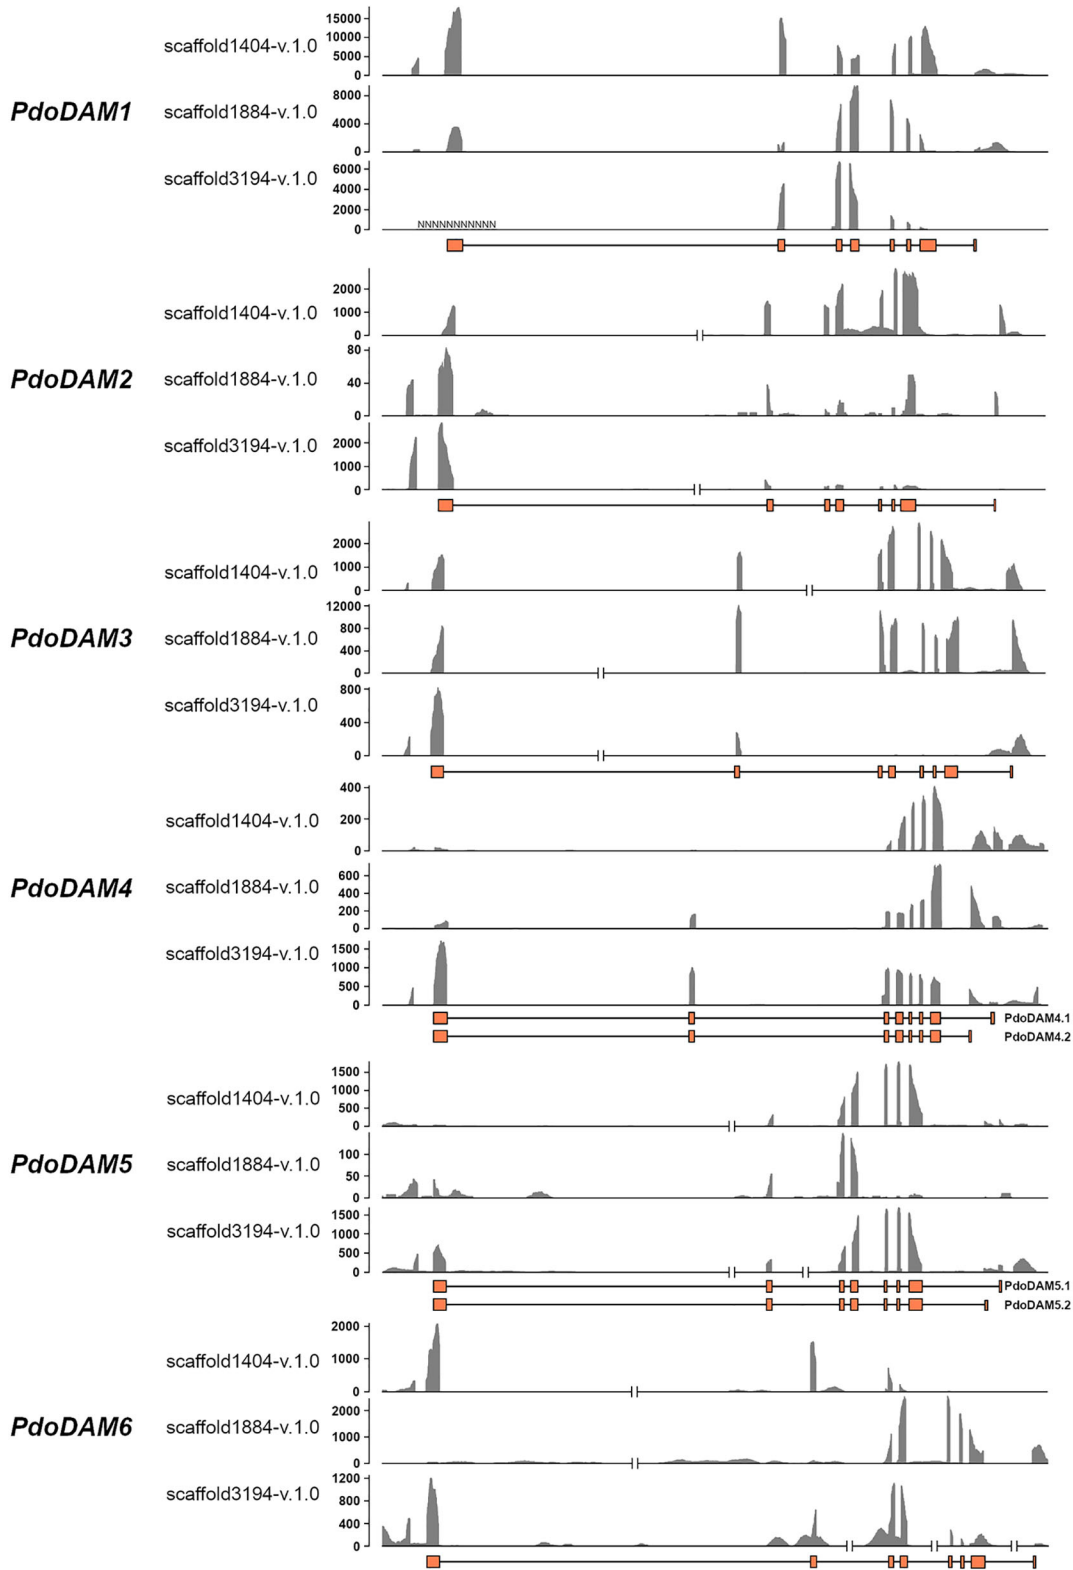 scaffold1404-v.1.0
15000
10000
5000
0
PdoDAM1
scaffold1884-v.1.0
8000
4000
0
scaffold3194-v.1.0
6000
4000
2000
0
NNNNNNNNNNN
scaffold1404-v.1.0
2000
1000
0
PdoDAM2
scaffold1884-v.1.0
80
40
0
scaffold3194-v.1.0
2000
1000
0
scaffold1404-v.1.0
2000
1000
0
PdoDAM3
scaffold1884-v.1.0
12000
800
400
0
scaffold3194-v.1.0
800
400
0
scaffold1404-v.1.0
400
200
0
PdoDAM4
scaffold1884-v.1.0
600
400
200
0
scaffold3194-v.1.0
1500
1000
500
0
PdoDAM4.1
PdoDAM4.2
scaffold1404-v.1.0
1500
1000
500
0
PdoDAM5
scaffold1884-v.1.0
100
50
0
scaffold3194-v.1.0
1500
1000
500
0
PdoDAM5.1
PdoDAM5.2
scaffold1404-v.1.0
2000
1000
0
PdoDAM6
scaffold1884-v.1.0
2000
1000
0
scaffold3194-v.1.0
1200
800
400
0